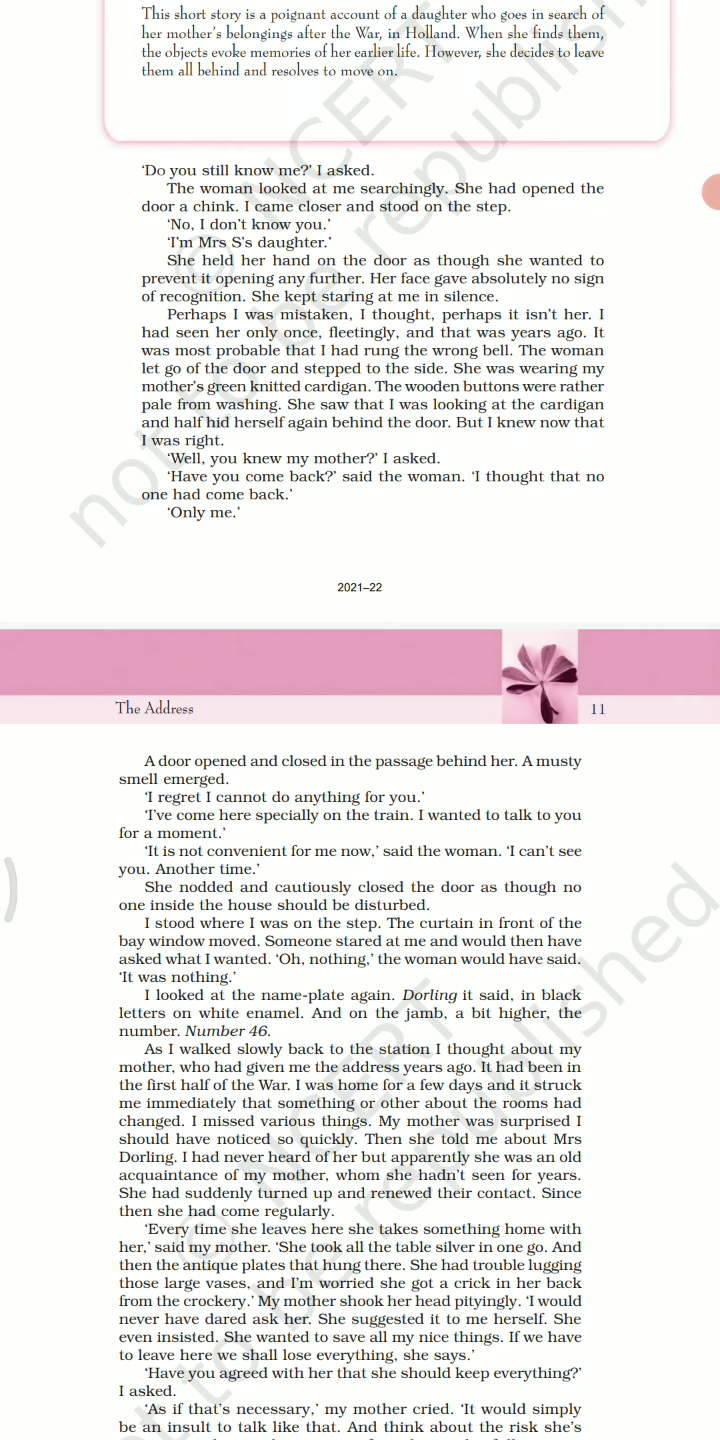 This short story is a poignant account of a daughter who goes in search of
her mother's belongings after the War, in Holland. When she finds them,
the objects evoke memories of her earlier life. However, she decides to leave
them all behind and resolves to move on.
© NCERT
not to be republished
‘Do you still know me?’ I asked.
The woman looked at me searchingly. She had opened the
door a chink. I came closer and stood on the step.
‘No, I don’t know you.’
‘I’m Mrs S’s daughter.’
She held her hand on the door as though she wanted to
prevent it opening any further. Her face gave absolutely no sign
of recognition. She kept staring at me in silence.
Perhaps I was mistaken, I thought, perhaps it isn’t her. I
had seen her only once, fleetingly, and that was years ago. It
was most probable that I had rung the wrong bell. The woman
let go of the door and stepped to the side. She was wearing my
mother’s green knitted cardigan. The wooden buttons were rather
pale from washing. She saw that I was looking at the cardigan
and half hid herself again behind the door. But I knew now that
I was right.
‘Well, you knew my mother?’ I asked.
‘Have you come back?’ said the woman. ‘I thought that no
one had come back.’
‘Only me.’
2021–22
The Address
11
A door opened and closed in the passage behind her. A musty
smell emerged.
‘I regret I cannot do anything for you.’
‘I’ve come here specially on the train. I wanted to talk to you
for a moment.’
‘It is not convenient for me now,’ said the woman. ‘I can’t see
you. Another time.’
She nodded and cautiously closed the door as though no
one inside the house should be disturbed.
I stood where I was on the step. The curtain in front of the
bay window moved. Someone stared at me and would then have
asked what I wanted. ‘Oh, nothing,’ the woman would have said.
‘It was nothing.’
I looked at the name-plate again. Dorling it said, in black
letters on white enamel. And on the jamb, a bit higher, the
number. Number 46.
As I walked slowly back to the station I thought about my
mother, who had given me the address years ago. It had been in
the first half of the War. I was home for a few days and it struck
me immediately that something or other about the rooms had
changed. I missed various things. My mother was surprised I
should have noticed so quickly. Then she told me about Mrs
Dorling. I had never heard of her but apparently she was an old
acquaintance of my mother, whom she hadn’t seen for years.
She had suddenly turned up and renewed their contact. Since
then she had come regularly.
‘Every time she leaves here she takes something home with
her,’ said my mother. ‘She took all the table silver in one go. And
then the antique plates that hung there. She had trouble lugging
those large vases, and I’m worried she got a crick in her back
from the crockery.’ My mother shook her head pityingly. ‘I would
never have dared ask her. She suggested it to me herself. She
even insisted. She wanted to save all my nice things. If we have
to leave here we shall lose everything, she says.’
‘Have you agreed with her that she should keep everything?’
I asked.
‘As if that’s necessary,’ my mother cried. ‘It would simply
be an insult to talk like that. And think about the risk she’s
© NCERT
not to be republished